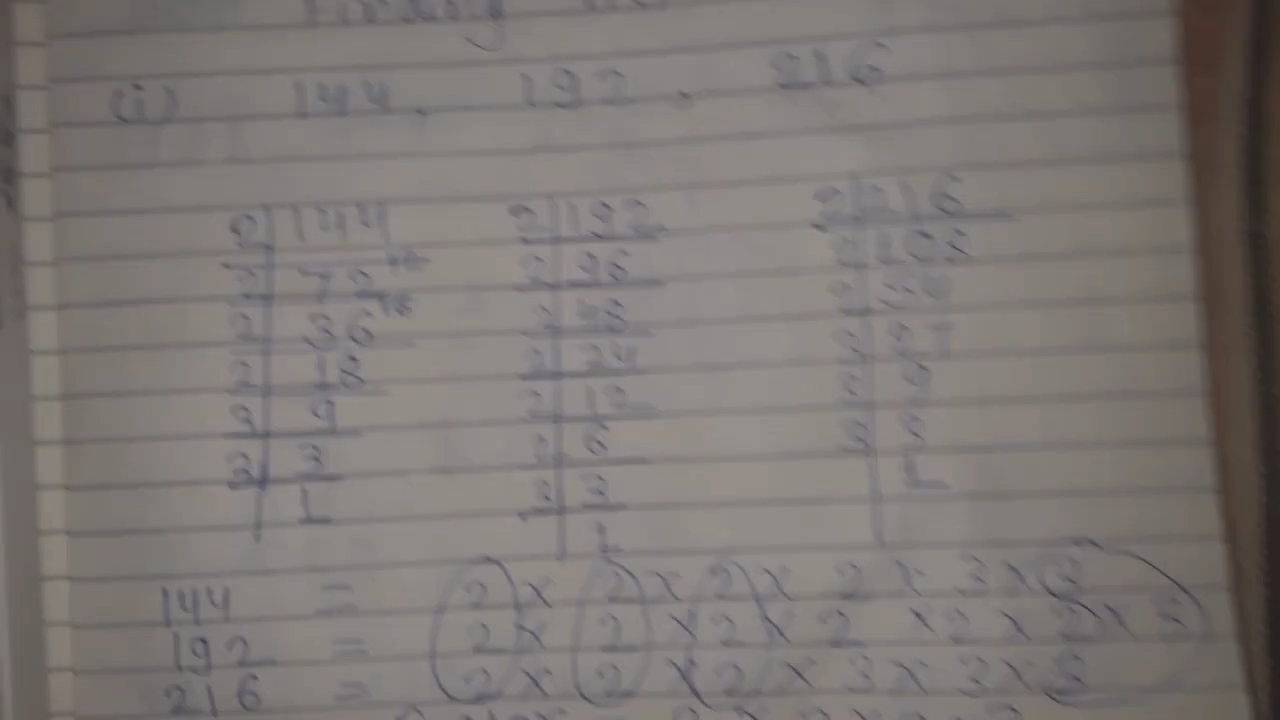 (i) 144, 192, 216
2 | 144 2 | 192 2 | 216
2 | 72 2 | 96 2 | 108
2 | 36 2 | 48 2 | 54
2 | 18 2 | 24 3 | 27
3 | 9 2 | 12 3 | 9
3 | 3 2 | 6 3 | 3
1 3 | 3 1
1
144 = 2 x 2 x 2 x 2 x 3 x 3
192 = 2 x 2 x 2 x 2 x 2 x 2 x 3
216 = 2 x 2 x 2 x 3 x 3 x 3